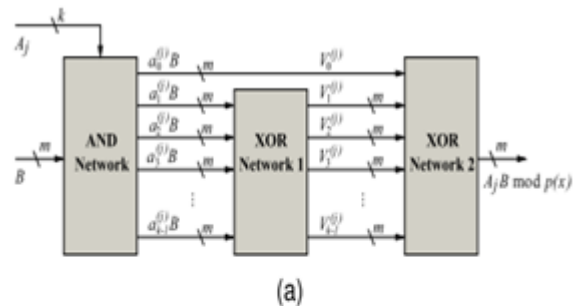 k
A_j
a_0^{(j)}B
m
V_0^{(j)}
a_1^{(j)}B
m
V_1^{(j)}
m
a_2^{(j)}B
m
V_2^{(j)}
m
AND
Network
XOR
Network 1
XOR
Network 2
m
B
m
A_jB mod p(x)
a_3^{(j)}B
m
V_3^{(j)}
m
⋮
⋮
a_{k-1}^{(j)}B
m
V_{k-1}^{(j)}
m
(a)